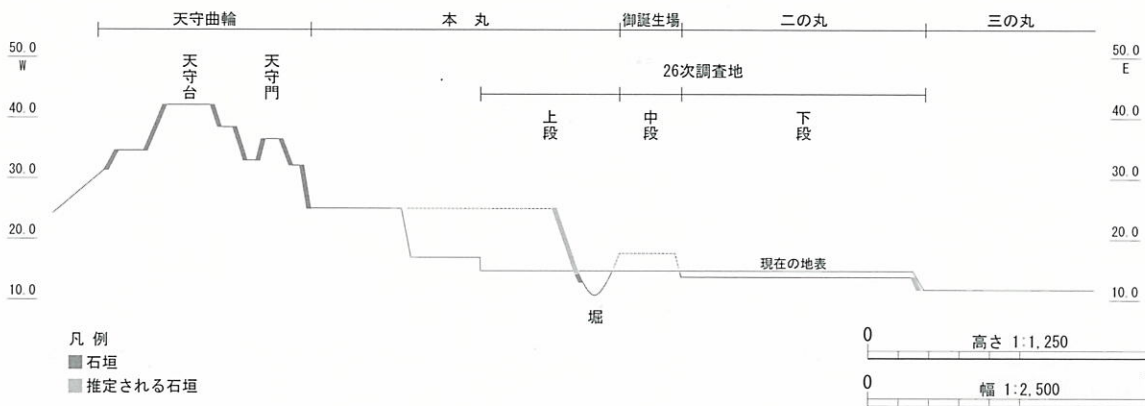 天守曲輪 本丸 御誕生場 二の丸 三の丸
50.0 W 50.0 E
天守台 天守門 26次調査地
40.0 上段 中段 下段 40.0
30.0 30.0
20.0 20.0
現在の地表
10.0 10.0
堀
凡例
石垣
推定される石垣
0 高さ 1:1,250
0 幅 1:2,500